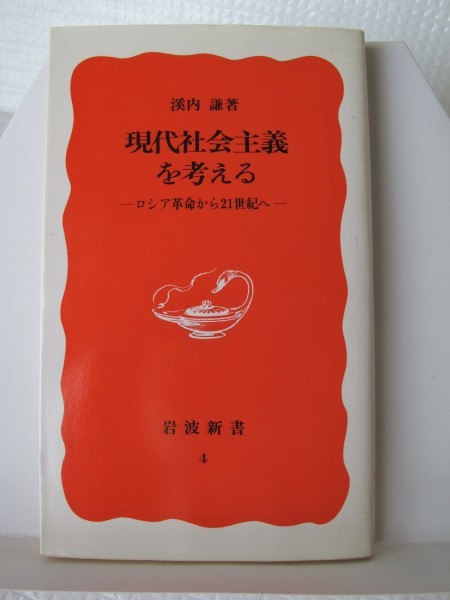 溪内 謙著
現代社会主義
を考える
―ロシア革命から21世紀へ―
岩波新書
4